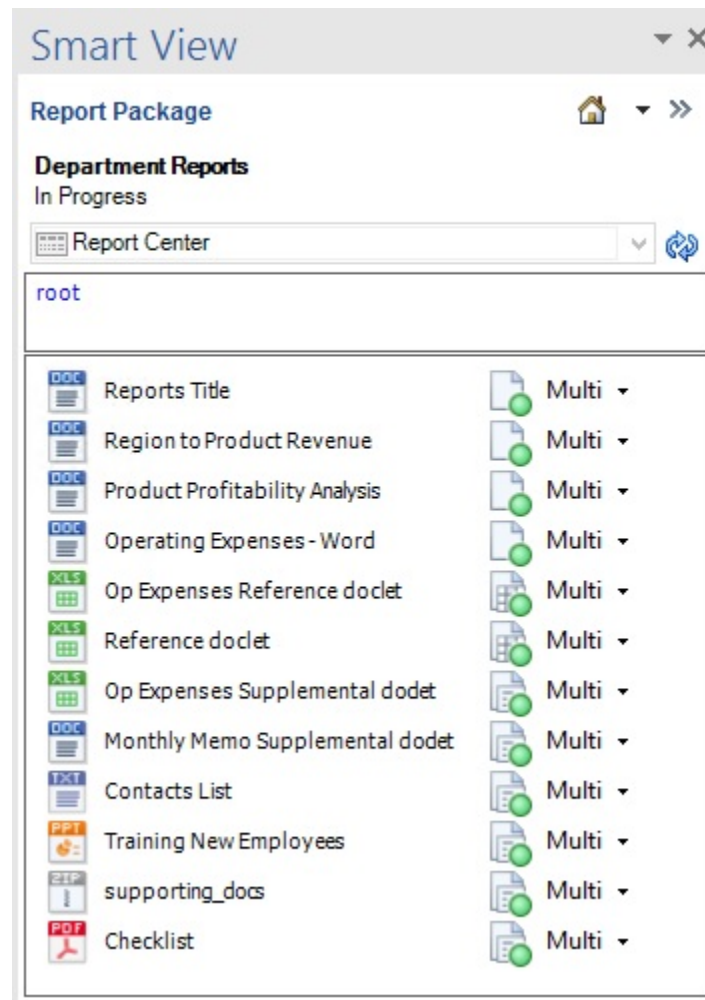 Smart View
Report Package
Department Reports
In Progress
Report Center
root
DOC Reports Title Multi
DOC Region to Product Revenue Multi
DOC Product Profitability Analysis Multi
DOC Operating Expenses - Word Multi
XLS Op Expenses Reference doclet Multi
XLS Reference doclet Multi
XLS Op Expenses Supplemental doclet Multi
DOC Monthly Memo Supplemental doclet Multi
TXT Contacts List Multi
PPT Training New Employees Multi
ZIP supporting_docs Multi
PDF Checklist Multi